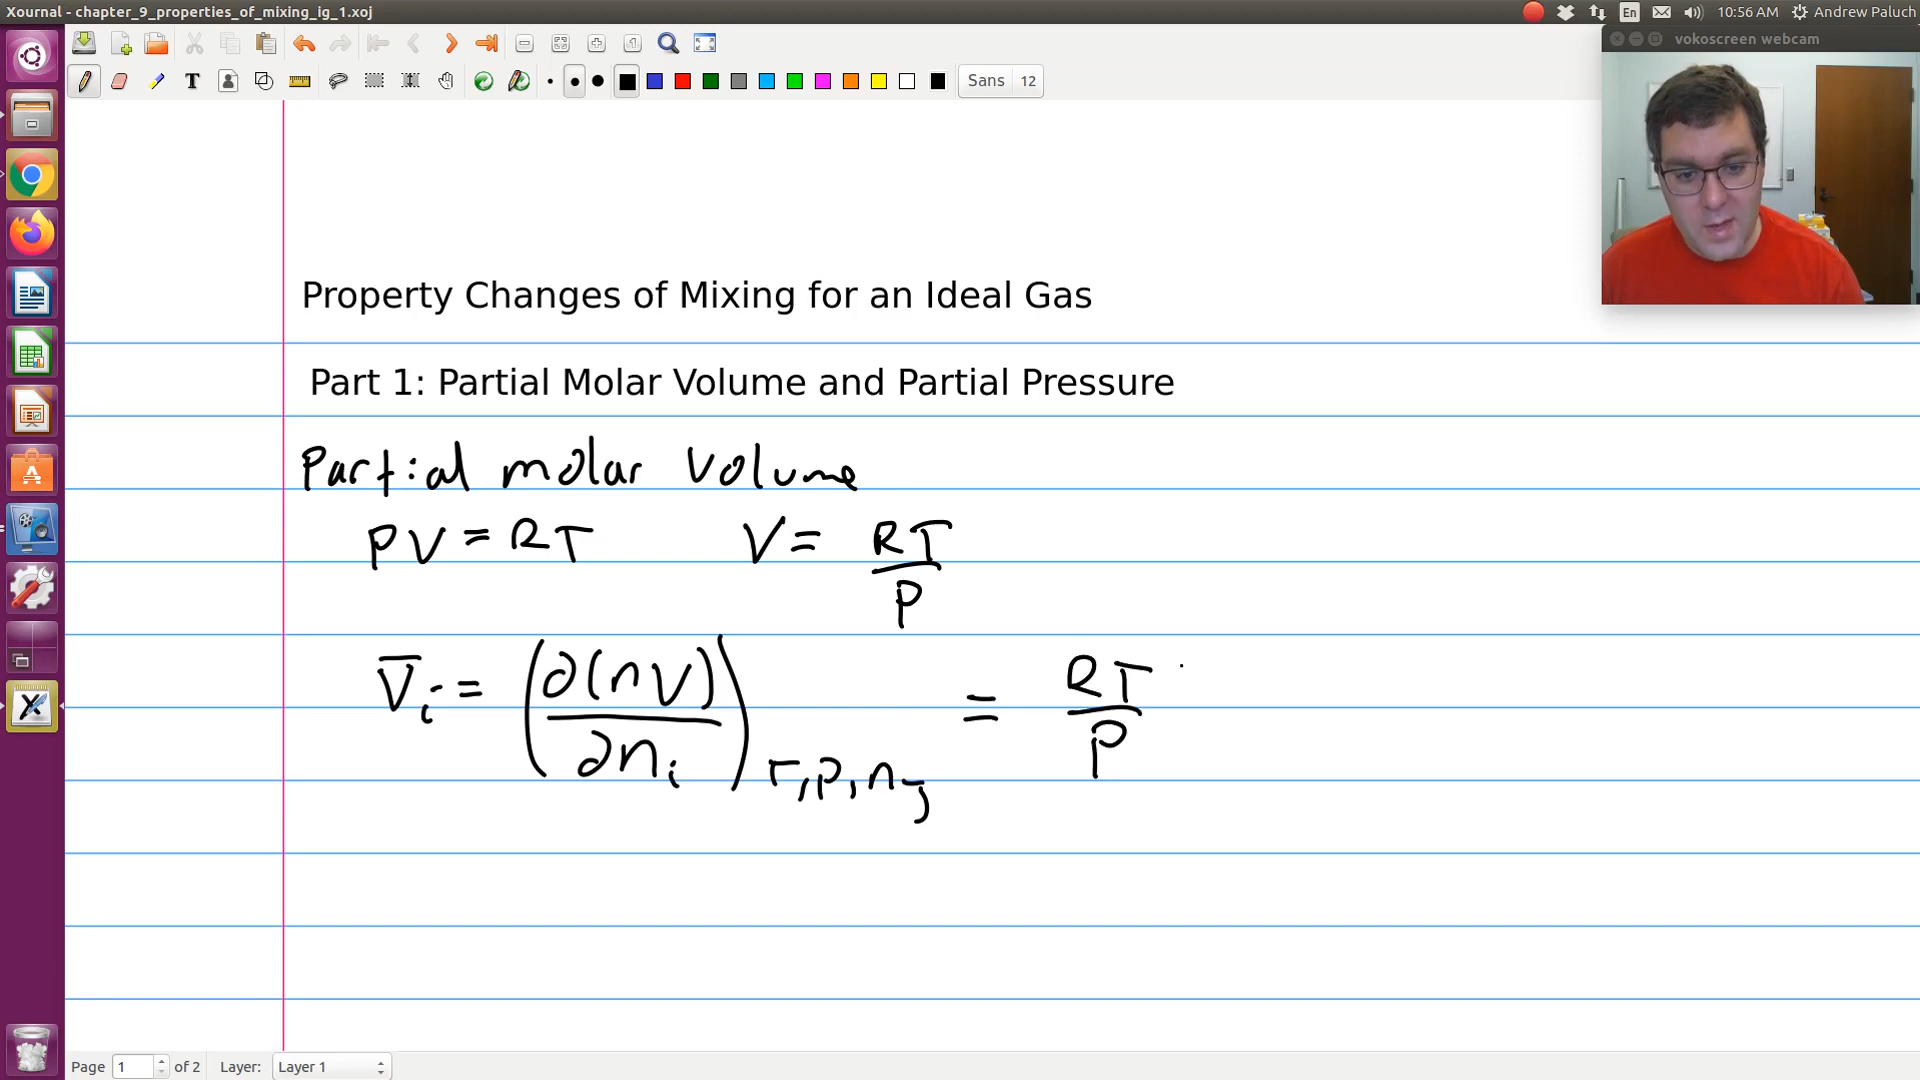 Xournal - chapter_9_properties_of_mixing_ig_1.xoj
En
10:56 AM
Andrew Paluch
vokoscreen webcam
Sans 12
Property Changes of Mixing for an Ideal Gas
Part 1: Partial Molar Volume and Partial Pressure
Partial molar volume
PV = RT V = RT/P
V̄i = (∂(nV)/∂ni)T,P,nj = RT/P
Page 1 of 2 Layer: Layer 1